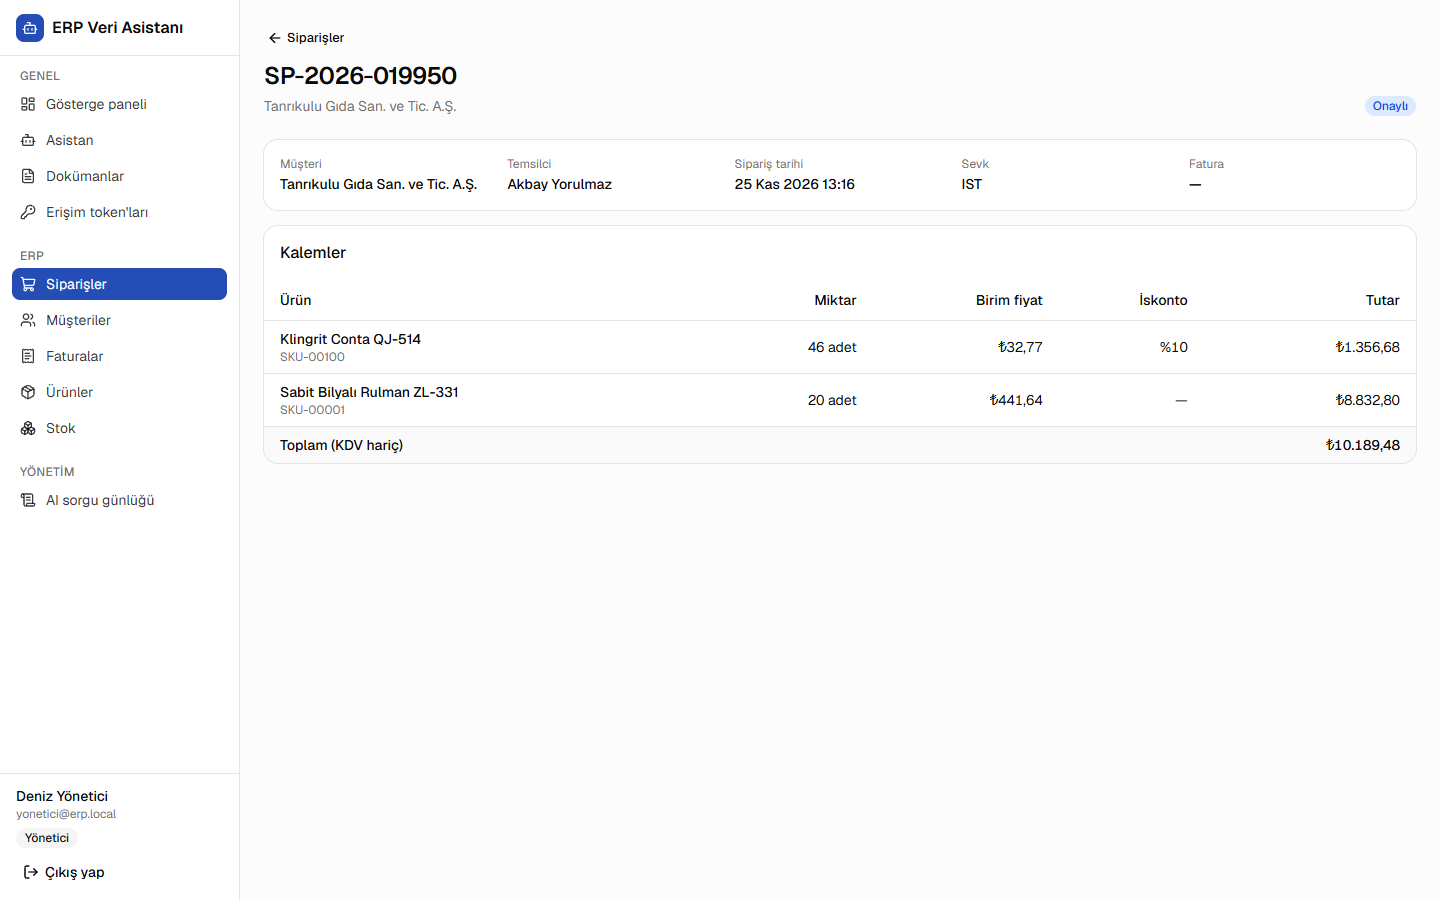 ERP Veri Asistanı
GENEL
Gösterge paneli
Asistan
Dokümanlar
Erişim token'ları
ERP
Siparişler
Müşteriler
Faturalar
Ürünler
Stok
YÖNETİM
AI sorgu günlüğü
Deniz Yönetici
yonetici@erp.local
Yönetici
Çıkış yap
Siparişler
SP-2026-019950
Tanrıkulu Gıda San. ve Tic. A.Ş.
Onaylı
Müşteri Temsilci Sipariş tarihi Sevk Fatura
Tanrıkulu Gıda San. ve Tic. A.Ş. Akbay Yorulmaz 25 Kas 2026 13:16 IST —
Kalemler
Ürün Miktar Birim fiyat İskonto Tutar
Klingrit Conta QJ-514
SKU-00100
46 adet ₺32,77 %10 ₺1.356,68
Sabit Bilyalı Rulman ZL-331
SKU-00001
20 adet ₺441,64 — ₺8.832,80
Toplam (KDV hariç) ₺10.189,48